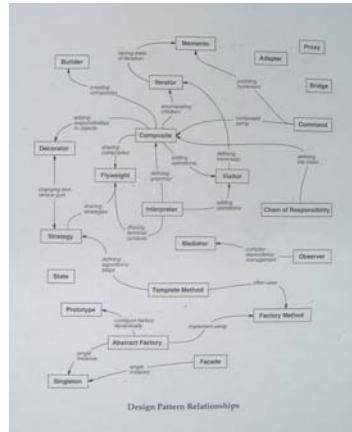 Memento
Proxy
saving state
of iteration
Adapter
Builder
Iterator
avoiding
hysteresis
Bridge
creating
composites
enumerating
children
Command
adding
responsibilities
to objects
composed
using
Composite
Decorator
sharing
composites
adding
operations
defining
traversals
defining
the chain
Flyweight
defining
grammar
Visitor
changing skin
versus guts
sharing
strategies
Interpreter
adding
operations
Chain of Responsibility
sharing
terminal
symbols
Strategy
Mediator
complex
dependency
management
Observer
State
defining
algorithm's
steps
Template Method
often uses
Prototype
configure factory
dynamically
implement using
Factory Method
Abstract Factory
single
instance
single
instance
Facade
Singleton
Design Pattern Relationships